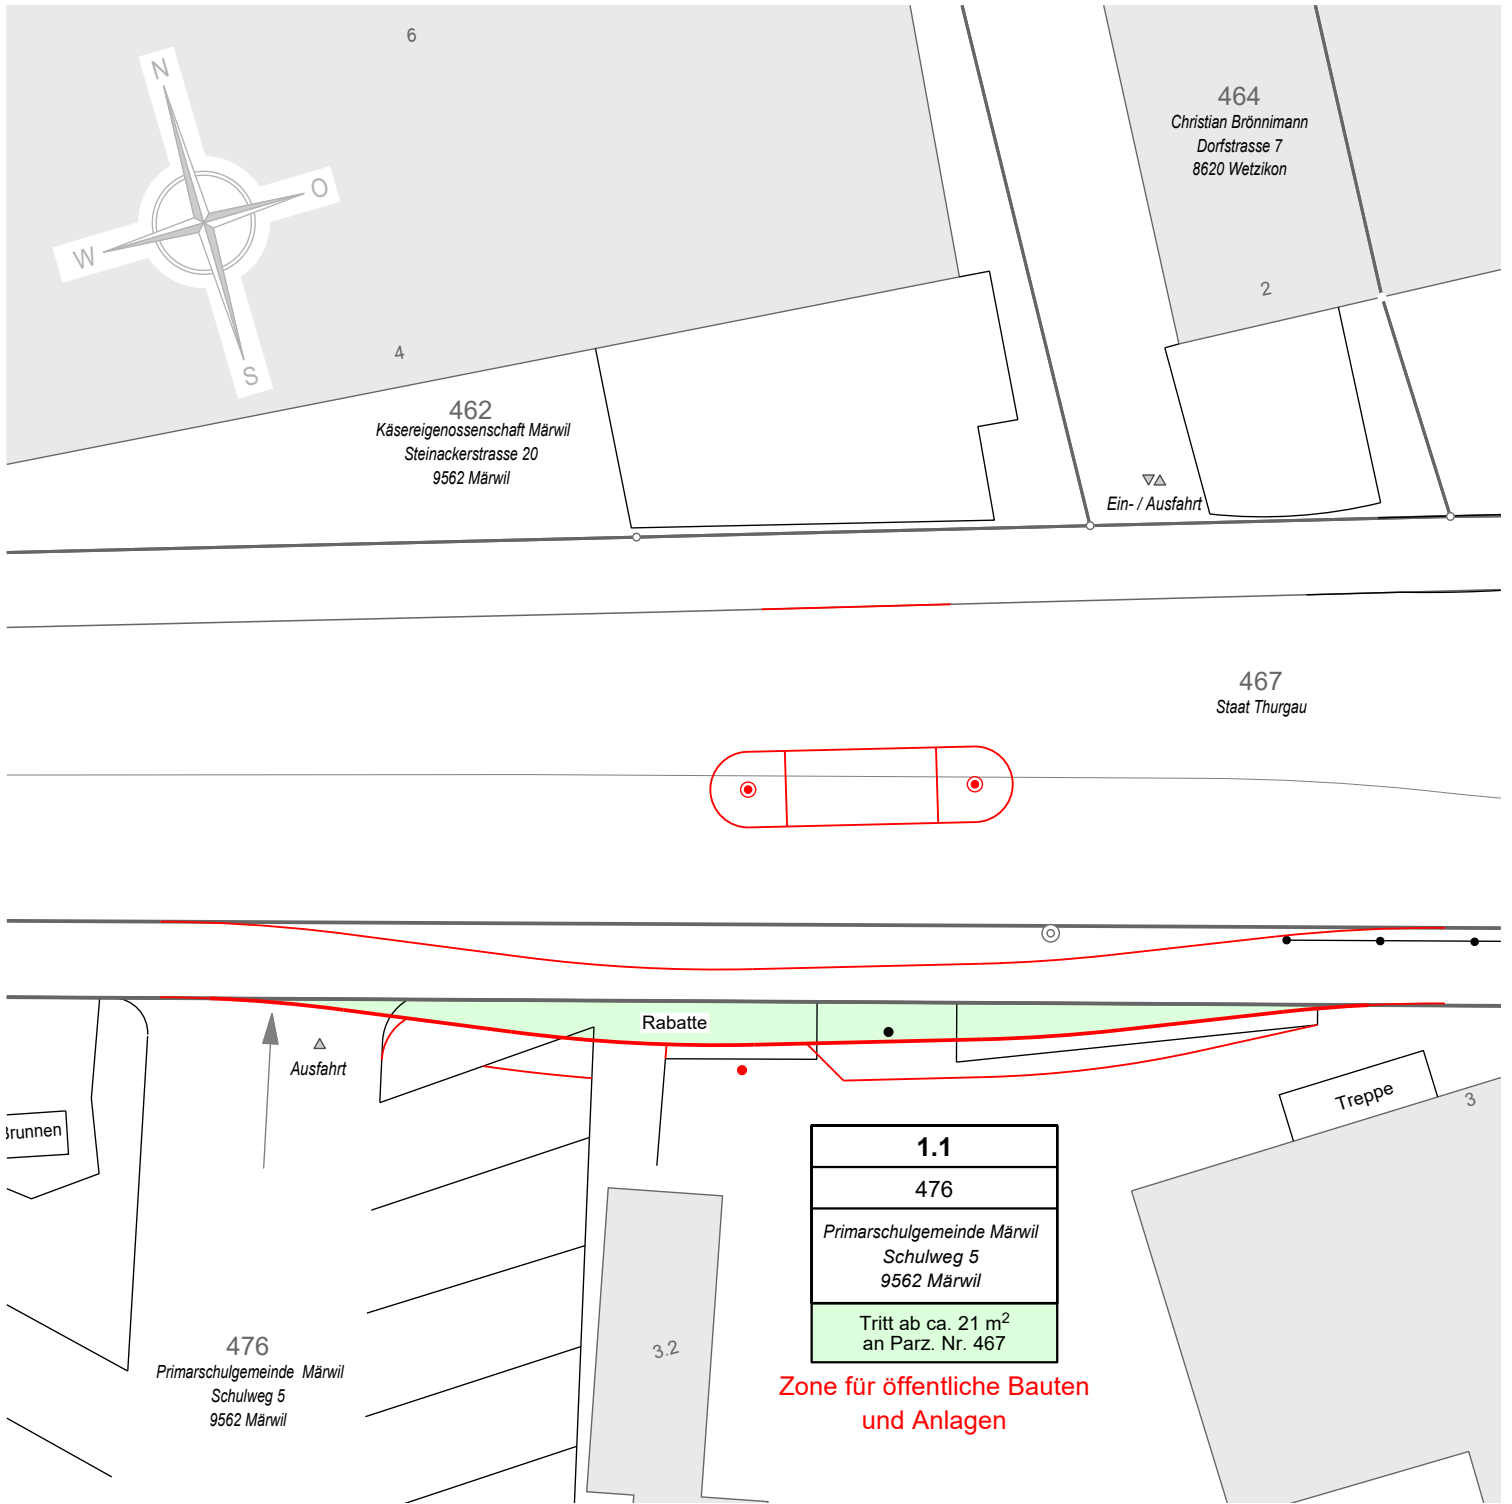 6
N
O
W
S
464
Christian Brönnimann
Dorfstrasse 7
8620 Wetzikon
2
4
462
Käsereigenossenschaft Märwil
Steinackerstrasse 20
9562 Märwil
Ein- / Ausfahrt
467
Staat Thurgau
Rabatte
Ausfahrt
Brunnen
Treppe
3
1.1
476
Primarschulgemeinde Märwil
Schulweg 5
9562 Märwil
Tritt ab ca. 21 m²
an Parz. Nr. 467
Zone für öffentliche Bauten
und Anlagen
3.2
476
Primarschulgemeinde Märwil
Schulweg 5
9562 Märwil